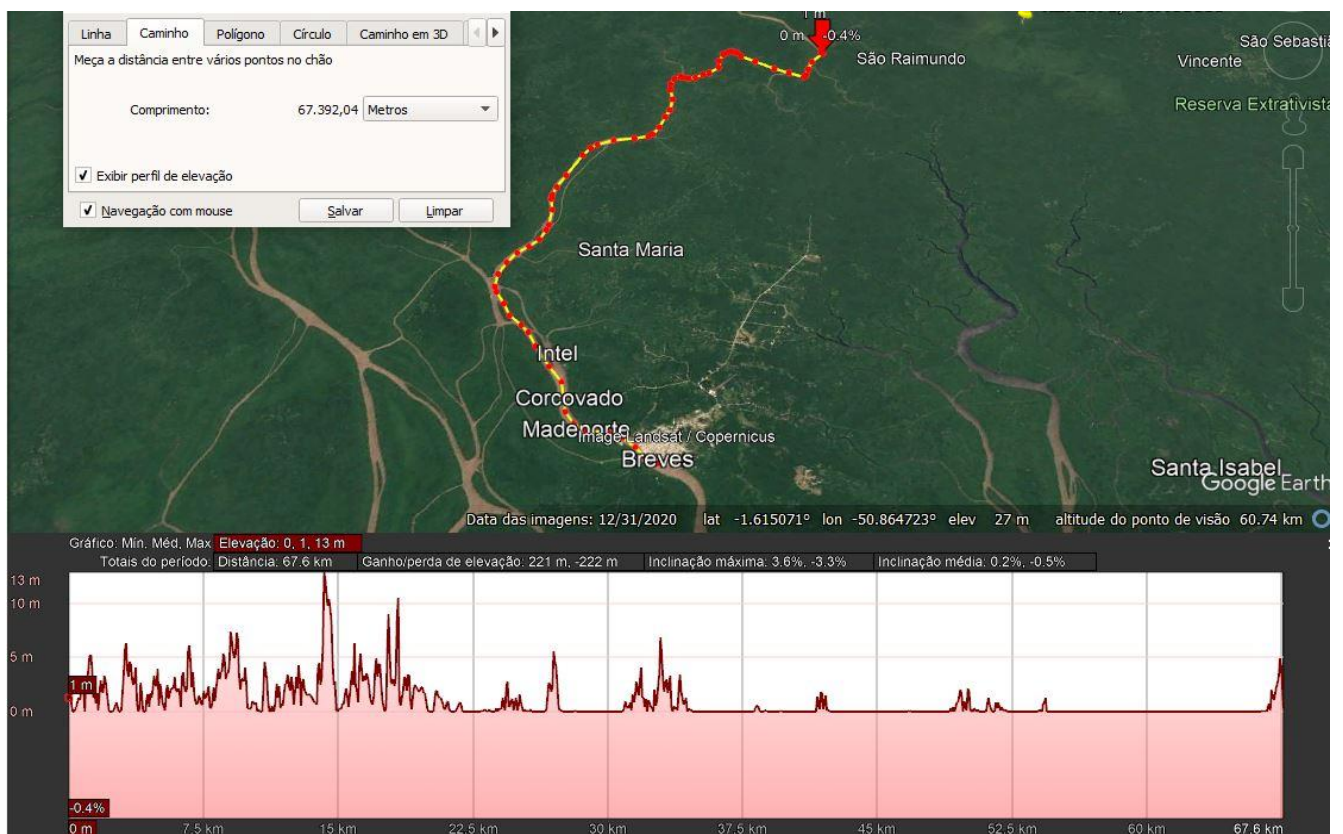 Linha Caminho Polígono Círculo Caminho em 3D
Meça a distância entre vários pontos no chão
Comprimento: 67.392,04 Metros
Exibir perfil de elevação
Navegação com mouse Salvar Limpar
1 m
0 m -0.4%
São Raimundo
São Sebastiã
Vincente
Reserva Extrativista
Santa Maria
Intel
Corcovado
Madenorte
Image Landsat / Copernicus
Breves
Santa Isabel
Google Earth
Data das imagens: 12/31/2020 lat -1.615071° lon -50.864723° elev 27 m altitude do ponto de visão 60.74 km
Gráfico: Mín, Méd, Max Elevação: 0, 1, 13 m
Totais do período: Distância: 67.6 km Ganho/perda de elevação: 221 m, -222 m Inclinação máxima: 3.6%, -3.3% Inclinação média: 0.2%, -0.5%
13 m
10 m
5 m
1 m
0 m
-0.4%
0 m 7.5 km 15 km 22.5 km 30 km 37.5 km 45 km 52.5 km 60 km 67.6 km